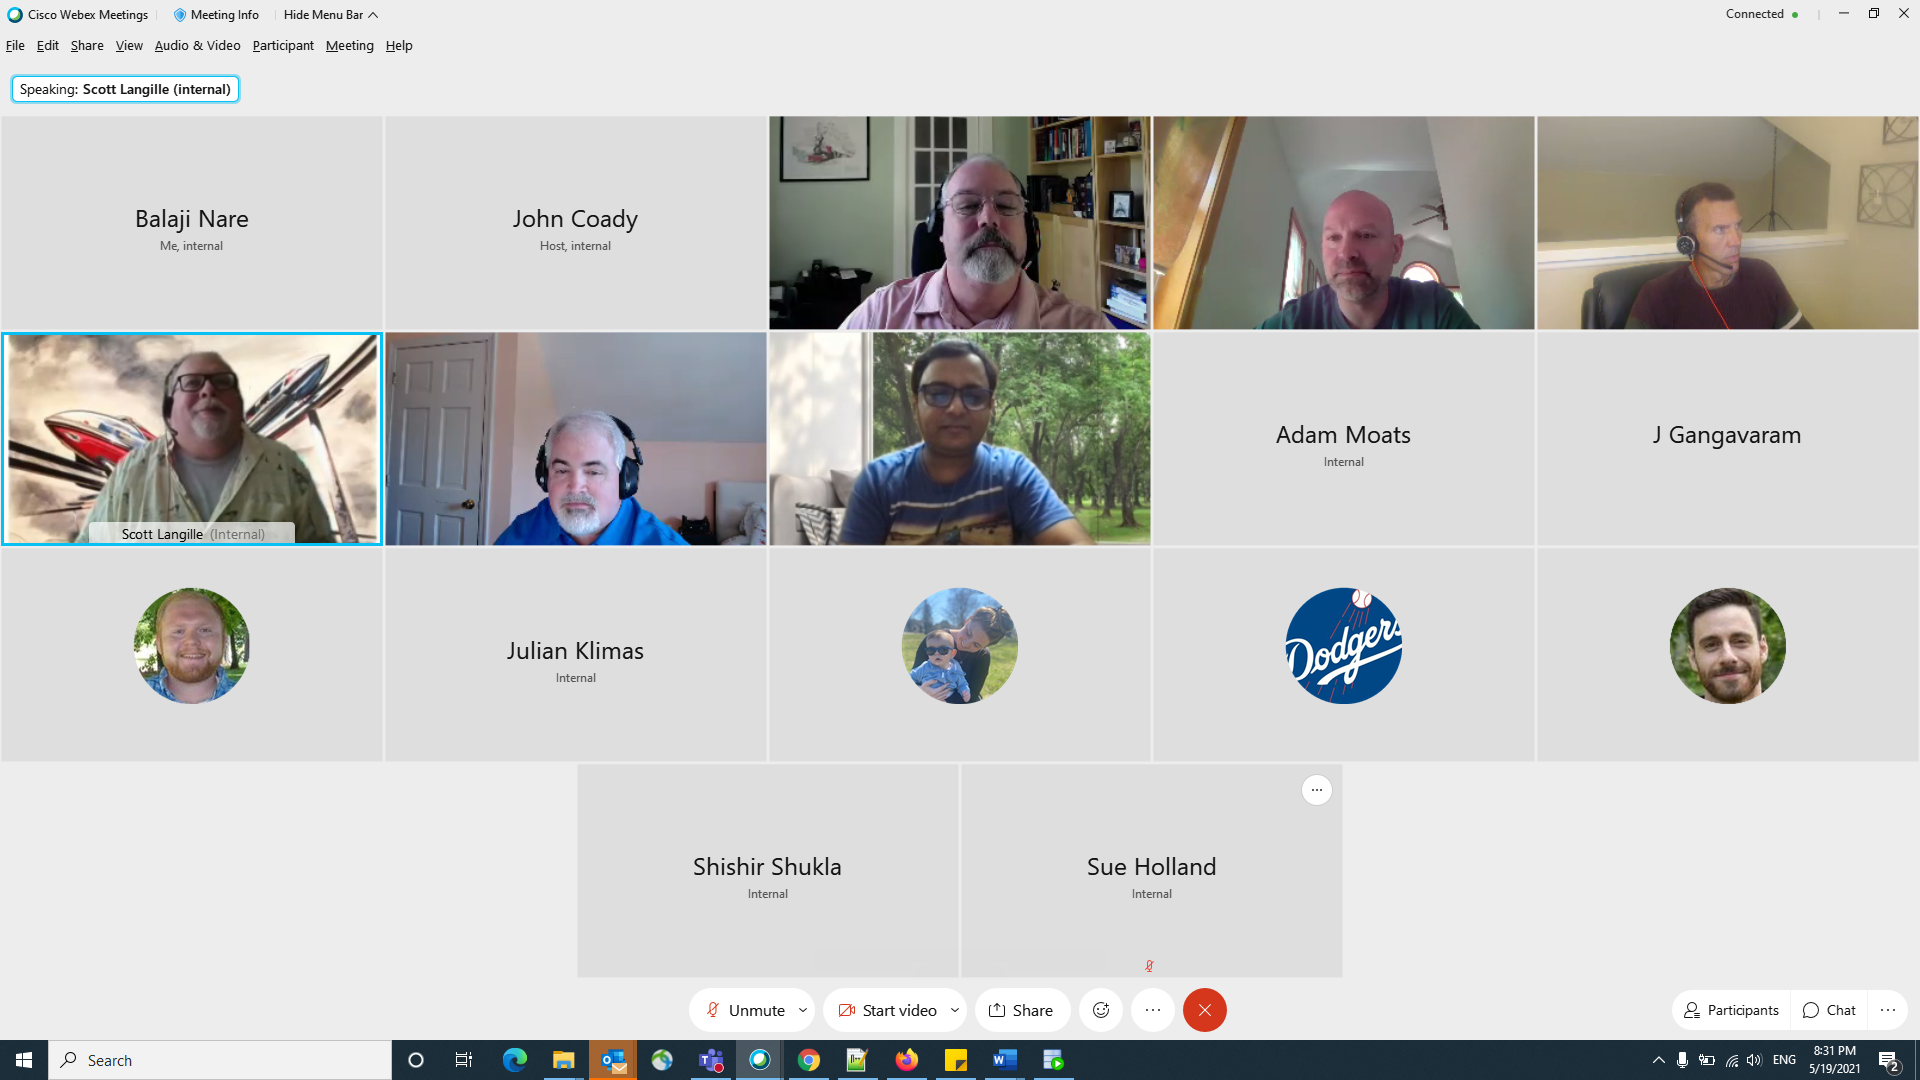 Cisco Webex Meetings
Meeting Info
Hide Menu Bar
Connected
File Edit Share View Audio & Video Participant Meeting Help
Speaking: Scott Langille (internal)
Balaji Nare
Me, internal
John Coady
Host, internal
Scott Langille (Internal)
Adam Moats
Internal
J Gangavaram
Julian Klimas
Internal
Dodgers
Shishir Shukla
Internal
Sue Holland
Internal
Unmute
Start video
Share
Participants
Chat
Search
ENG
8:31 PM
5/19/2021
2